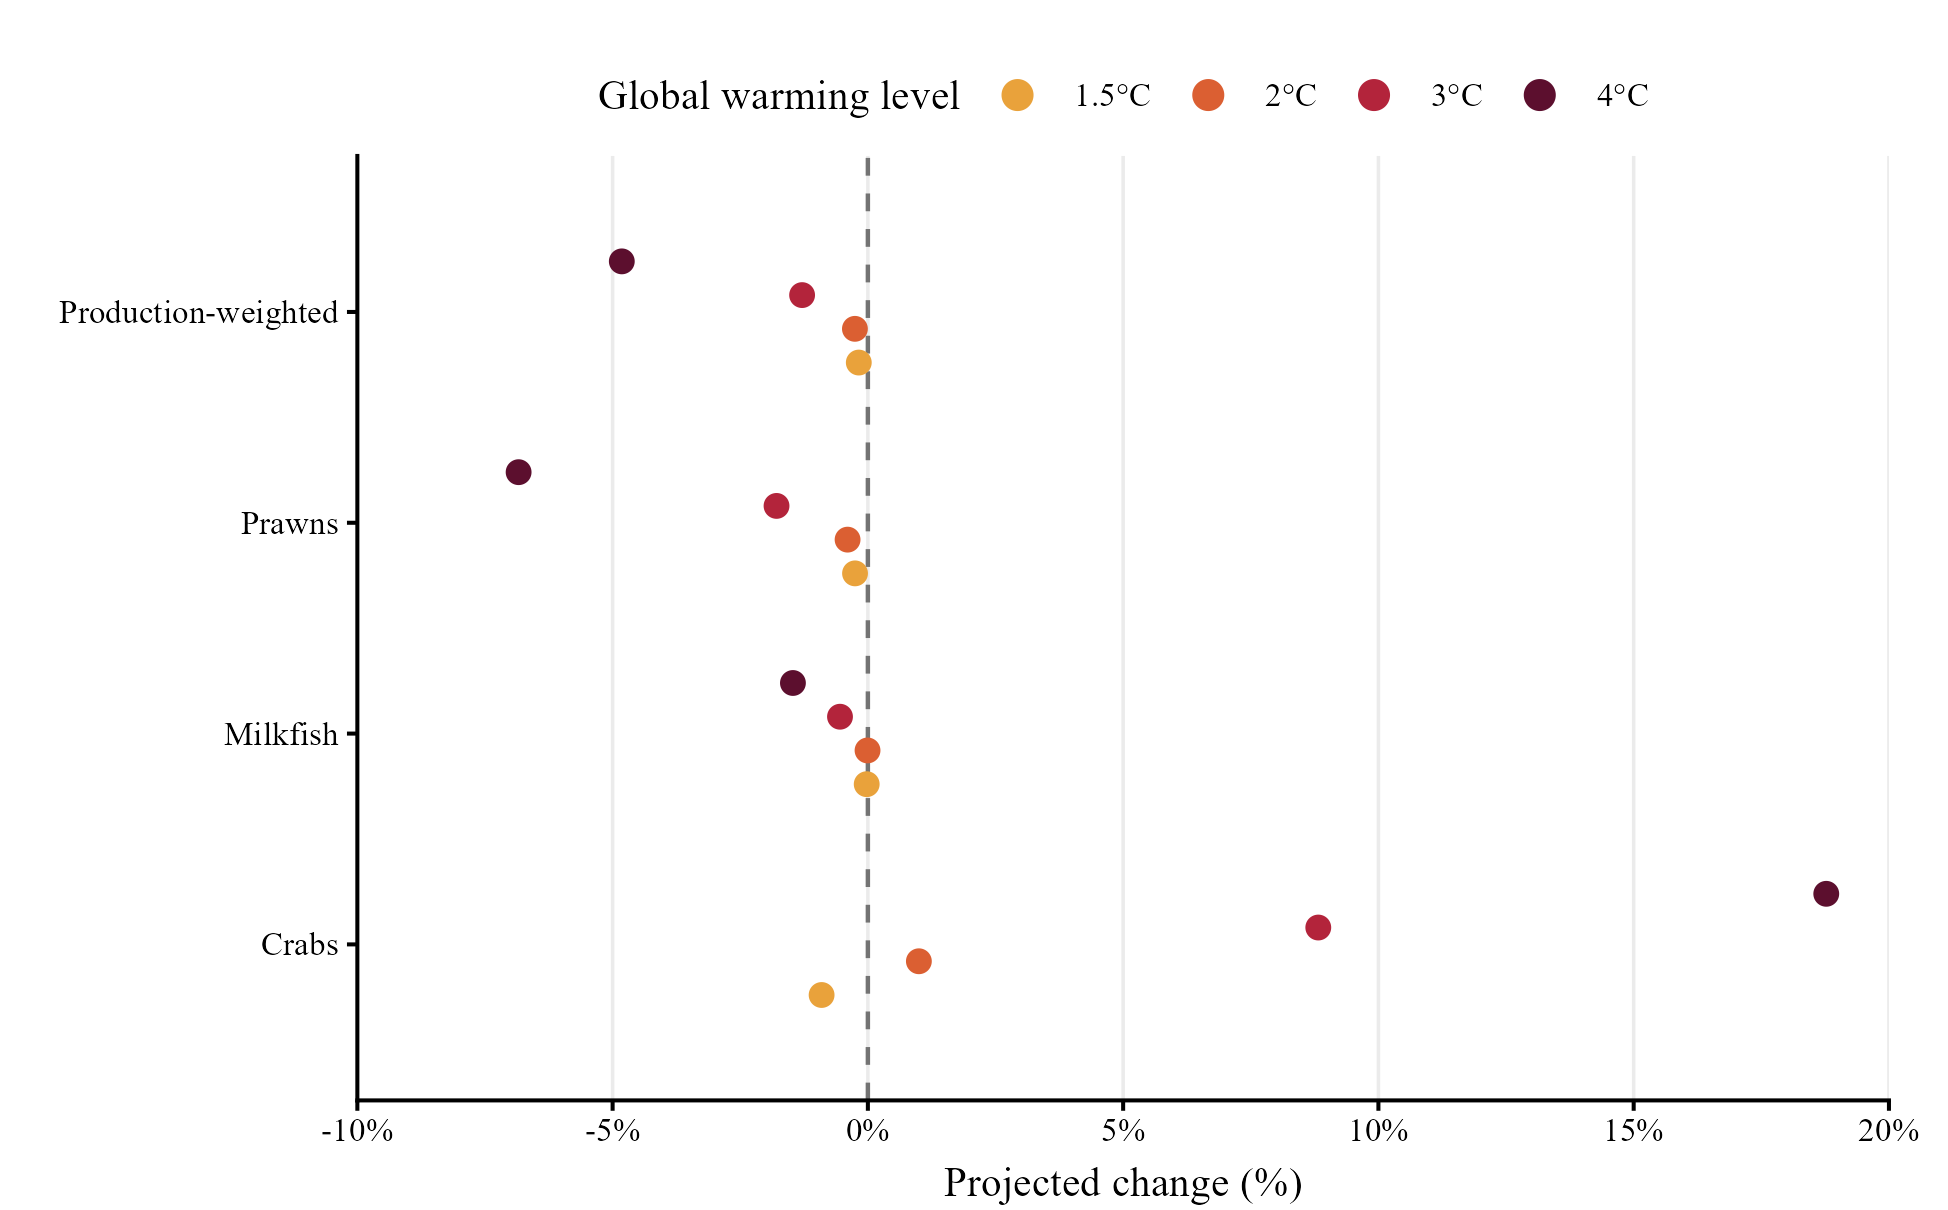 Global warming level 1.5°C 2°C 3°C 4°C
Production-weighted
Prawns
Milkfish
Crabs
-10% -5% 0% 5% 10% 15% 20%
Projected change (%)